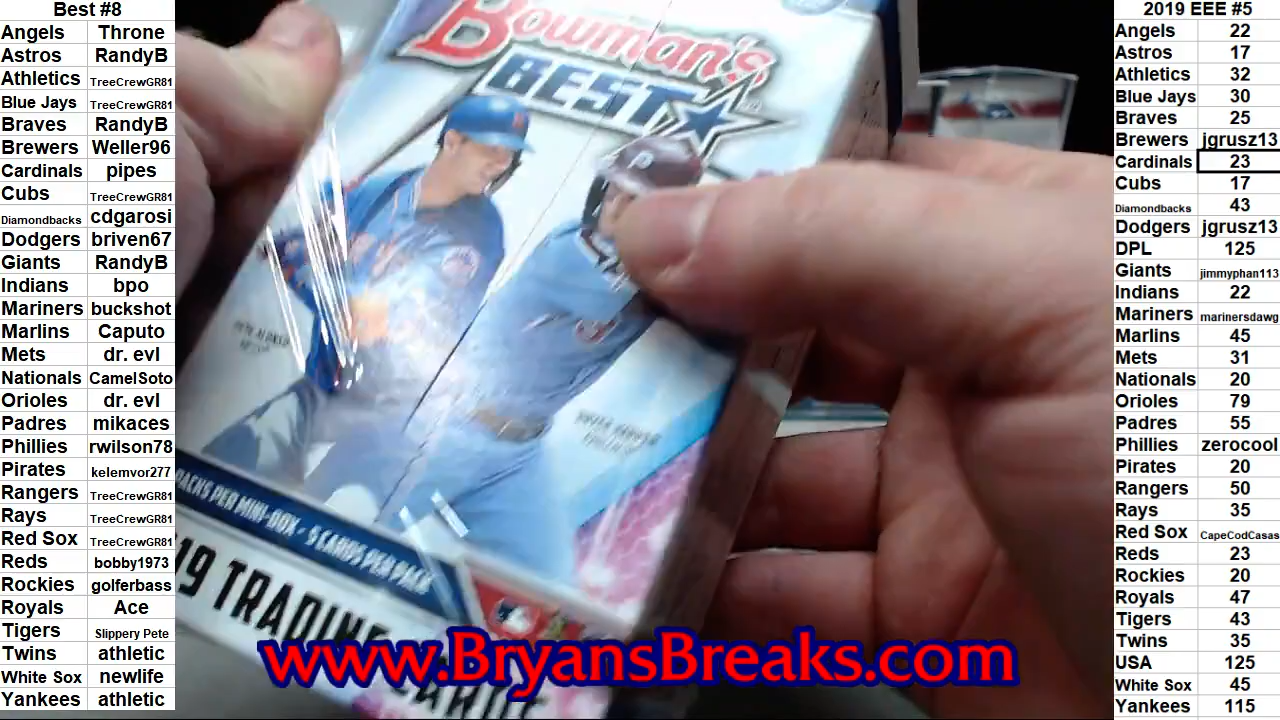 Best #8
Angels Throne
Astros RandyB
Athletics TreeCrewGR81
Blue Jays TreeCrewGR81
Braves RandyB
Brewers Weller96
Cardinals pipes
Cubs TreeCrewGR81
Diamondbacks cdgarosi
Dodgers briven67
Giants RandyB
Indians bpo
Mariners buckshot
Marlins Caputo
Mets dr. evl
Nationals CamelSoto
Orioles dr. evl
Padres mikaces
Phillies rwilson78
Pirates kelemvor277
Rangers TreeCrewGR81
Rays TreeCrewGR81
Red Sox TreeCrewGR81
Reds bobby1973
Rockies golferbass
Royals Ace
Tigers Slippery Pete
Twins athletic
White Sox newlife
Yankees athletic
Bowman's
BEST
PACKS PER MINI-BOX - 5 CARDS PER PACK
19 TRADING
www.BryansBreaks.com
2019 EEE #5
Angels 22
Astros 17
Athletics 32
Blue Jays 30
Braves 25
Brewers jgrusz13
Cardinals 23
Cubs 17
Diamondbacks 43
Dodgers jgrusz13
DPL 125
Giants jimmyphan113
Indians 22
Mariners marinersdawg
Marlins 45
Mets 31
Nationals 20
Orioles 79
Padres 55
Phillies zerocool
Pirates 20
Rangers 50
Rays 35
Red Sox CapeCodCasas
Reds 23
Rockies 20
Royals 47
Tigers 43
Twins 35
USA 125
White Sox 45
Yankees 115